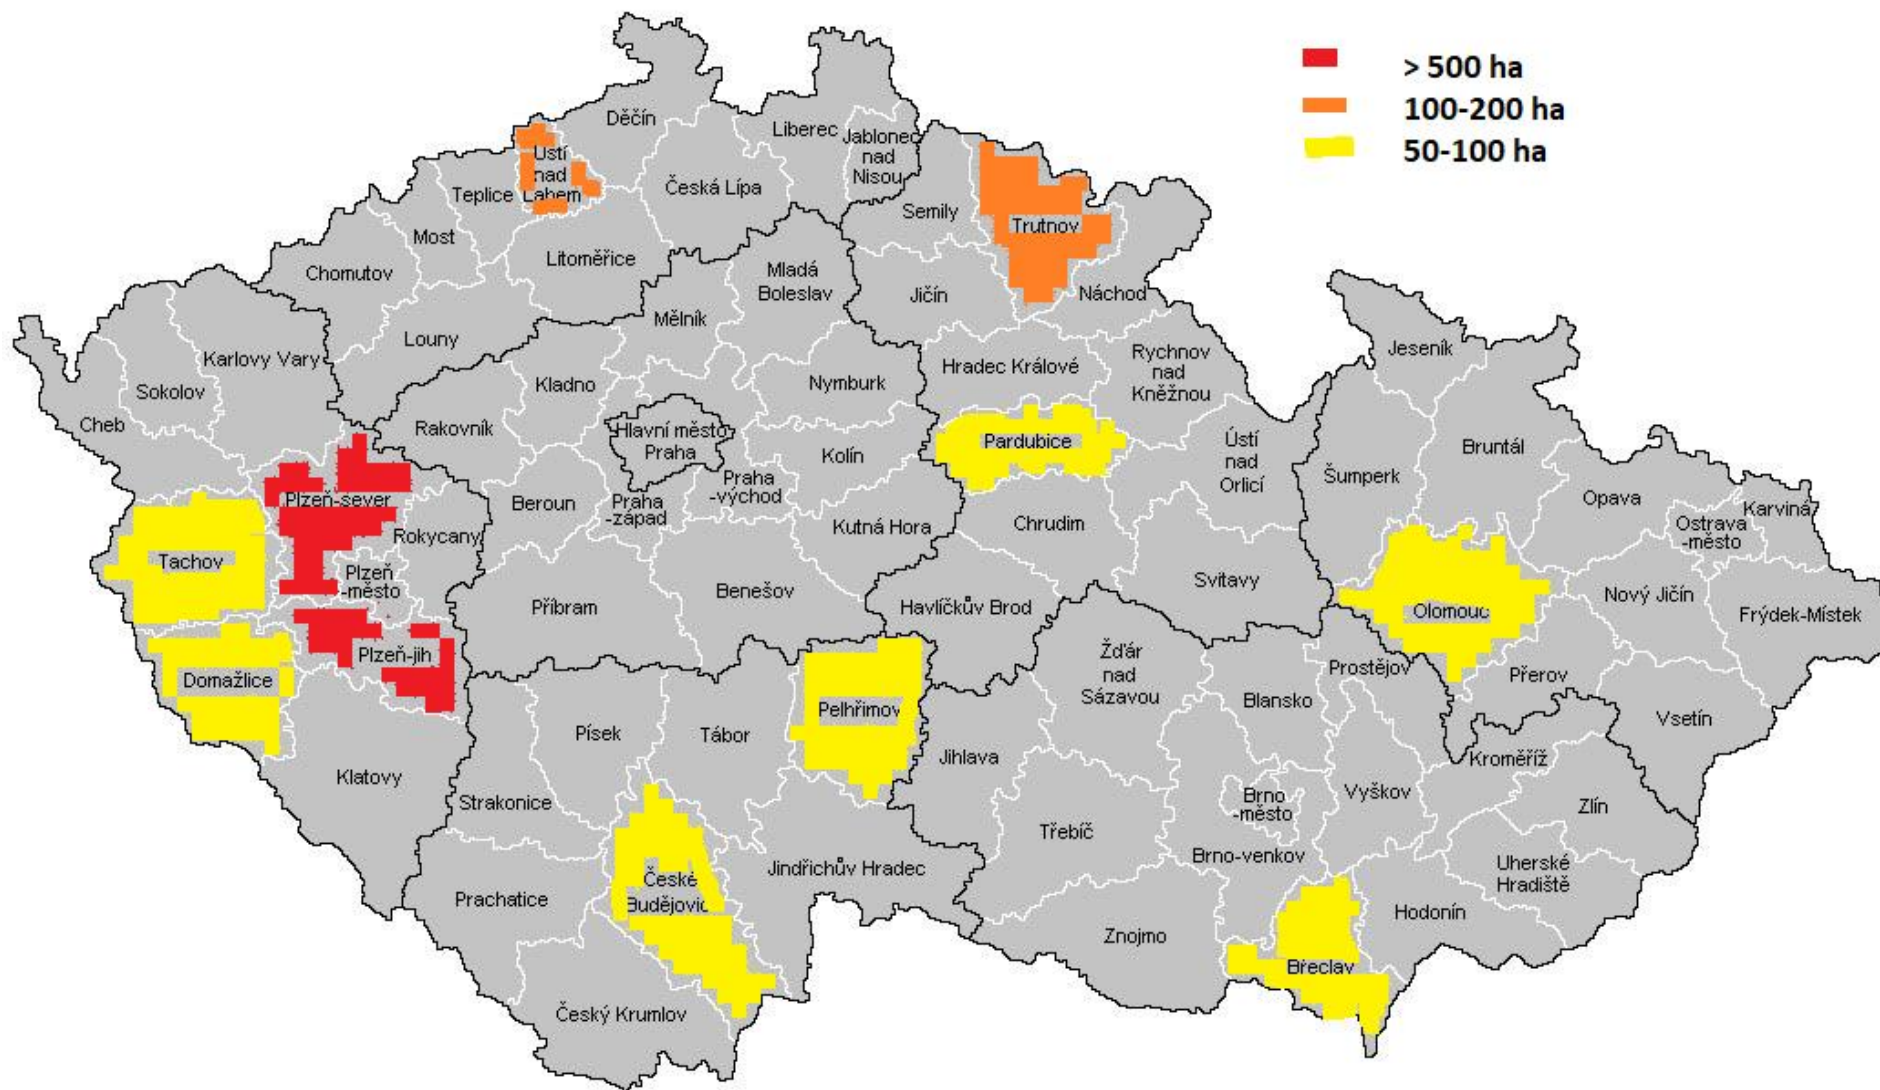 > 500 ha
100-200 ha
50-100 ha
Děčín
Liberec
Jablonec
nad
Nisou
Ústí
nad
Labem
Teplice
Česká Lípa
Semily
Trutnov
Most
Litoměřice
Chomutov
Mladá
Boleslav
Jičín
Náchod
Mělník
Louny
Karlovy Vary
Sokolov
Cheb
Kladno
Nymburk
Hradec Králové
Rychnov
nad
Kněžnou
Jeseník
Rakovník
Hlavní město
Praha
Kolín
Pardubice
Ústí
nad
Orlicí
Šumperk
Bruntál
Plzeň-sever
Beroun
Praha
-západ
Praha
-východ
Kutná Hora
Chrudim
Opava
Karviná
Ostrava
-město
Rokycany
Tachov
Plzeň
-město
Příbram
Benešov
Havlíčkův Brod
Svitavy
Olomouc
Nový Jičín
Frýdek-Místek
Plzeň-jih
Domažlice
Žďár
nad
Sázavou
Prostějov
Přerov
Blansko
Pelhřimov
Vsetín
Písek
Tábor
Jihlava
Klatovy
Kroměříž
Strakonice
Vyškov
Brno
-město
Zlín
Třebíč
Brno-venkov
Jindřichův Hradec
Uherské
Hradiště
České
Budějovic
Prachatice
Hodonín
Znojmo
Břeclav
Český Krumlov